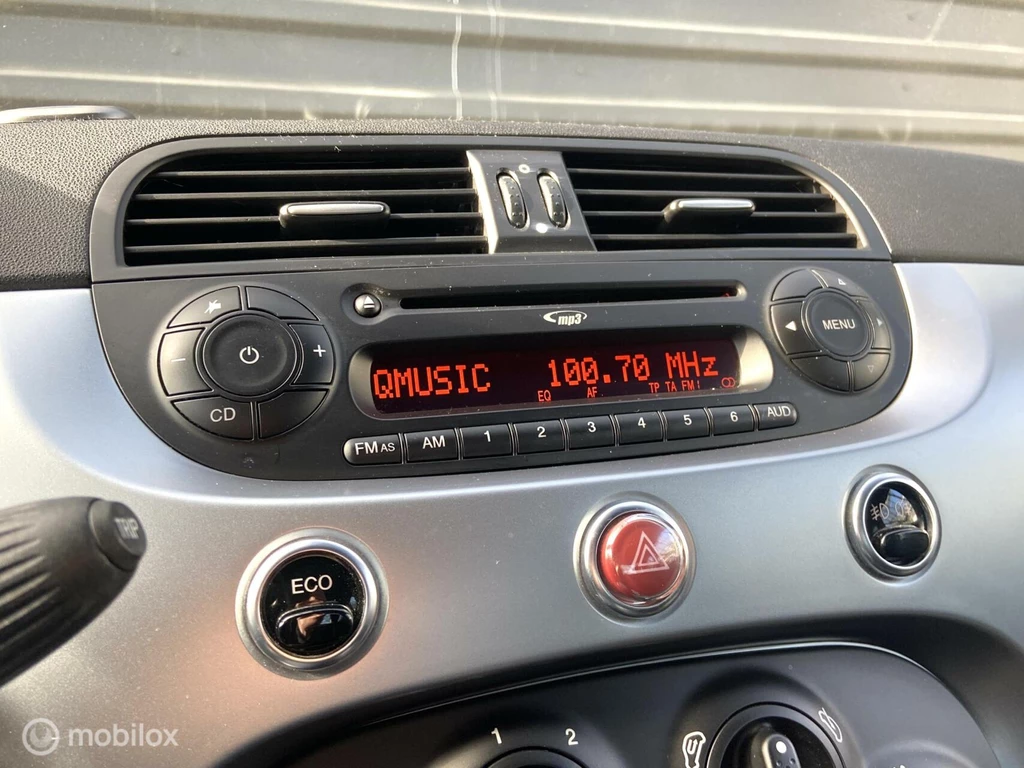 mp3
MENU
QMUSIC 100.70 MHz
EQ AF TP TA FM1
CD
FM AS AM 1 2 3 4 5 6 AUD
TRIP
ECO
1 2
mobilox